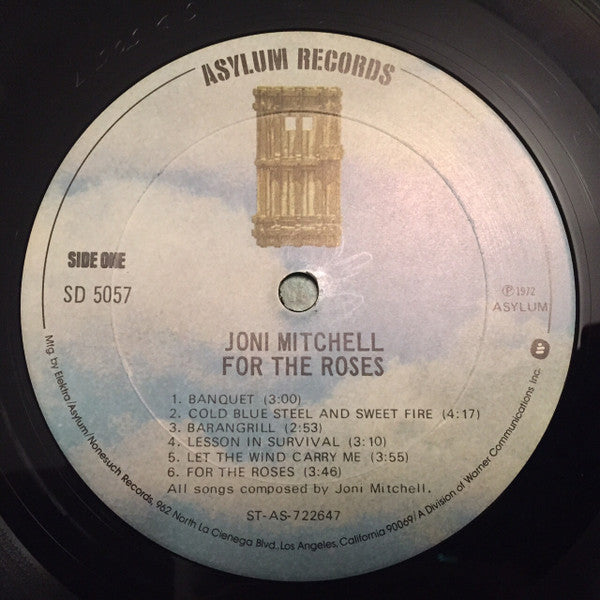 ASYLUM RECORDS
SIDE ONE
SD 5057
℗ 1972
ASYLUM
JONI MITCHELL
FOR THE ROSES
1. BANQUET (3:00)
2. COLD BLUE STEEL AND SWEET FIRE (4:17)
3. BARANGRILL (2:53)
4. LESSON IN SURVIVAL (3:10)
5. LET THE WIND CARRY ME (3:55)
6. FOR THE ROSES (3:46)
All songs composed by Joni Mitchell.
ST-AS-722647
Mfg. by Elektra/Asylum/Nonesuch Records, 962 North La Cienega Blvd., Los Angeles, California 90069/A Division of Warner Communications Inc.